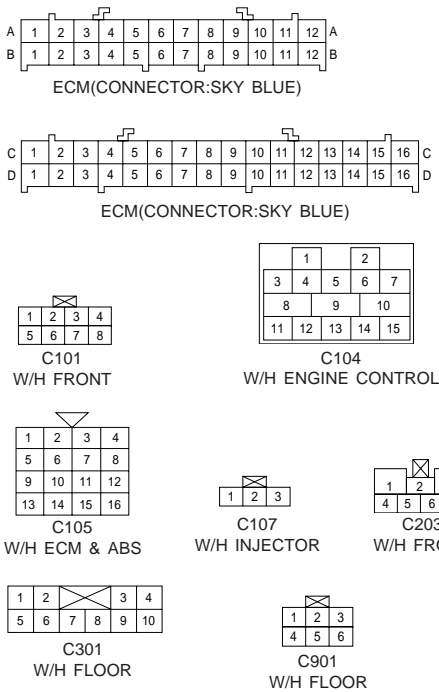 A 1 2 3 4 5 6 7 8 9 10 11 12 A
B 1 2 3 4 5 6 7 8 9 10 11 12 B
ECM(CONNECTOR:SKY BLUE)
C 1 2 3 4 5 6 7 8 9 10 11 12 13 14 15 16 C
D 1 2 3 4 5 6 7 8 9 10 11 12 13 14 15 16 D
ECM(CONNECTOR:SKY BLUE)
1 2 3 4
5 6 7 8
C101
W/H FRONT
1 2
3 4 5 6 7
8 9 10
11 12 13 14 15
C104
W/H ENGINE CONTROL
1 2 3 4
5 6 7 8
9 10 11 12
13 14 15 16
C105
W/H ECM & ABS
1 2 3
C107
W/H INJECTOR
1 2
4 5 6
C203
W/H FRO
1 2 3 4
5 6 7 8 9 10
C301
W/H FLOOR
1 2 3
4 5 6
C901
W/H FLOOR